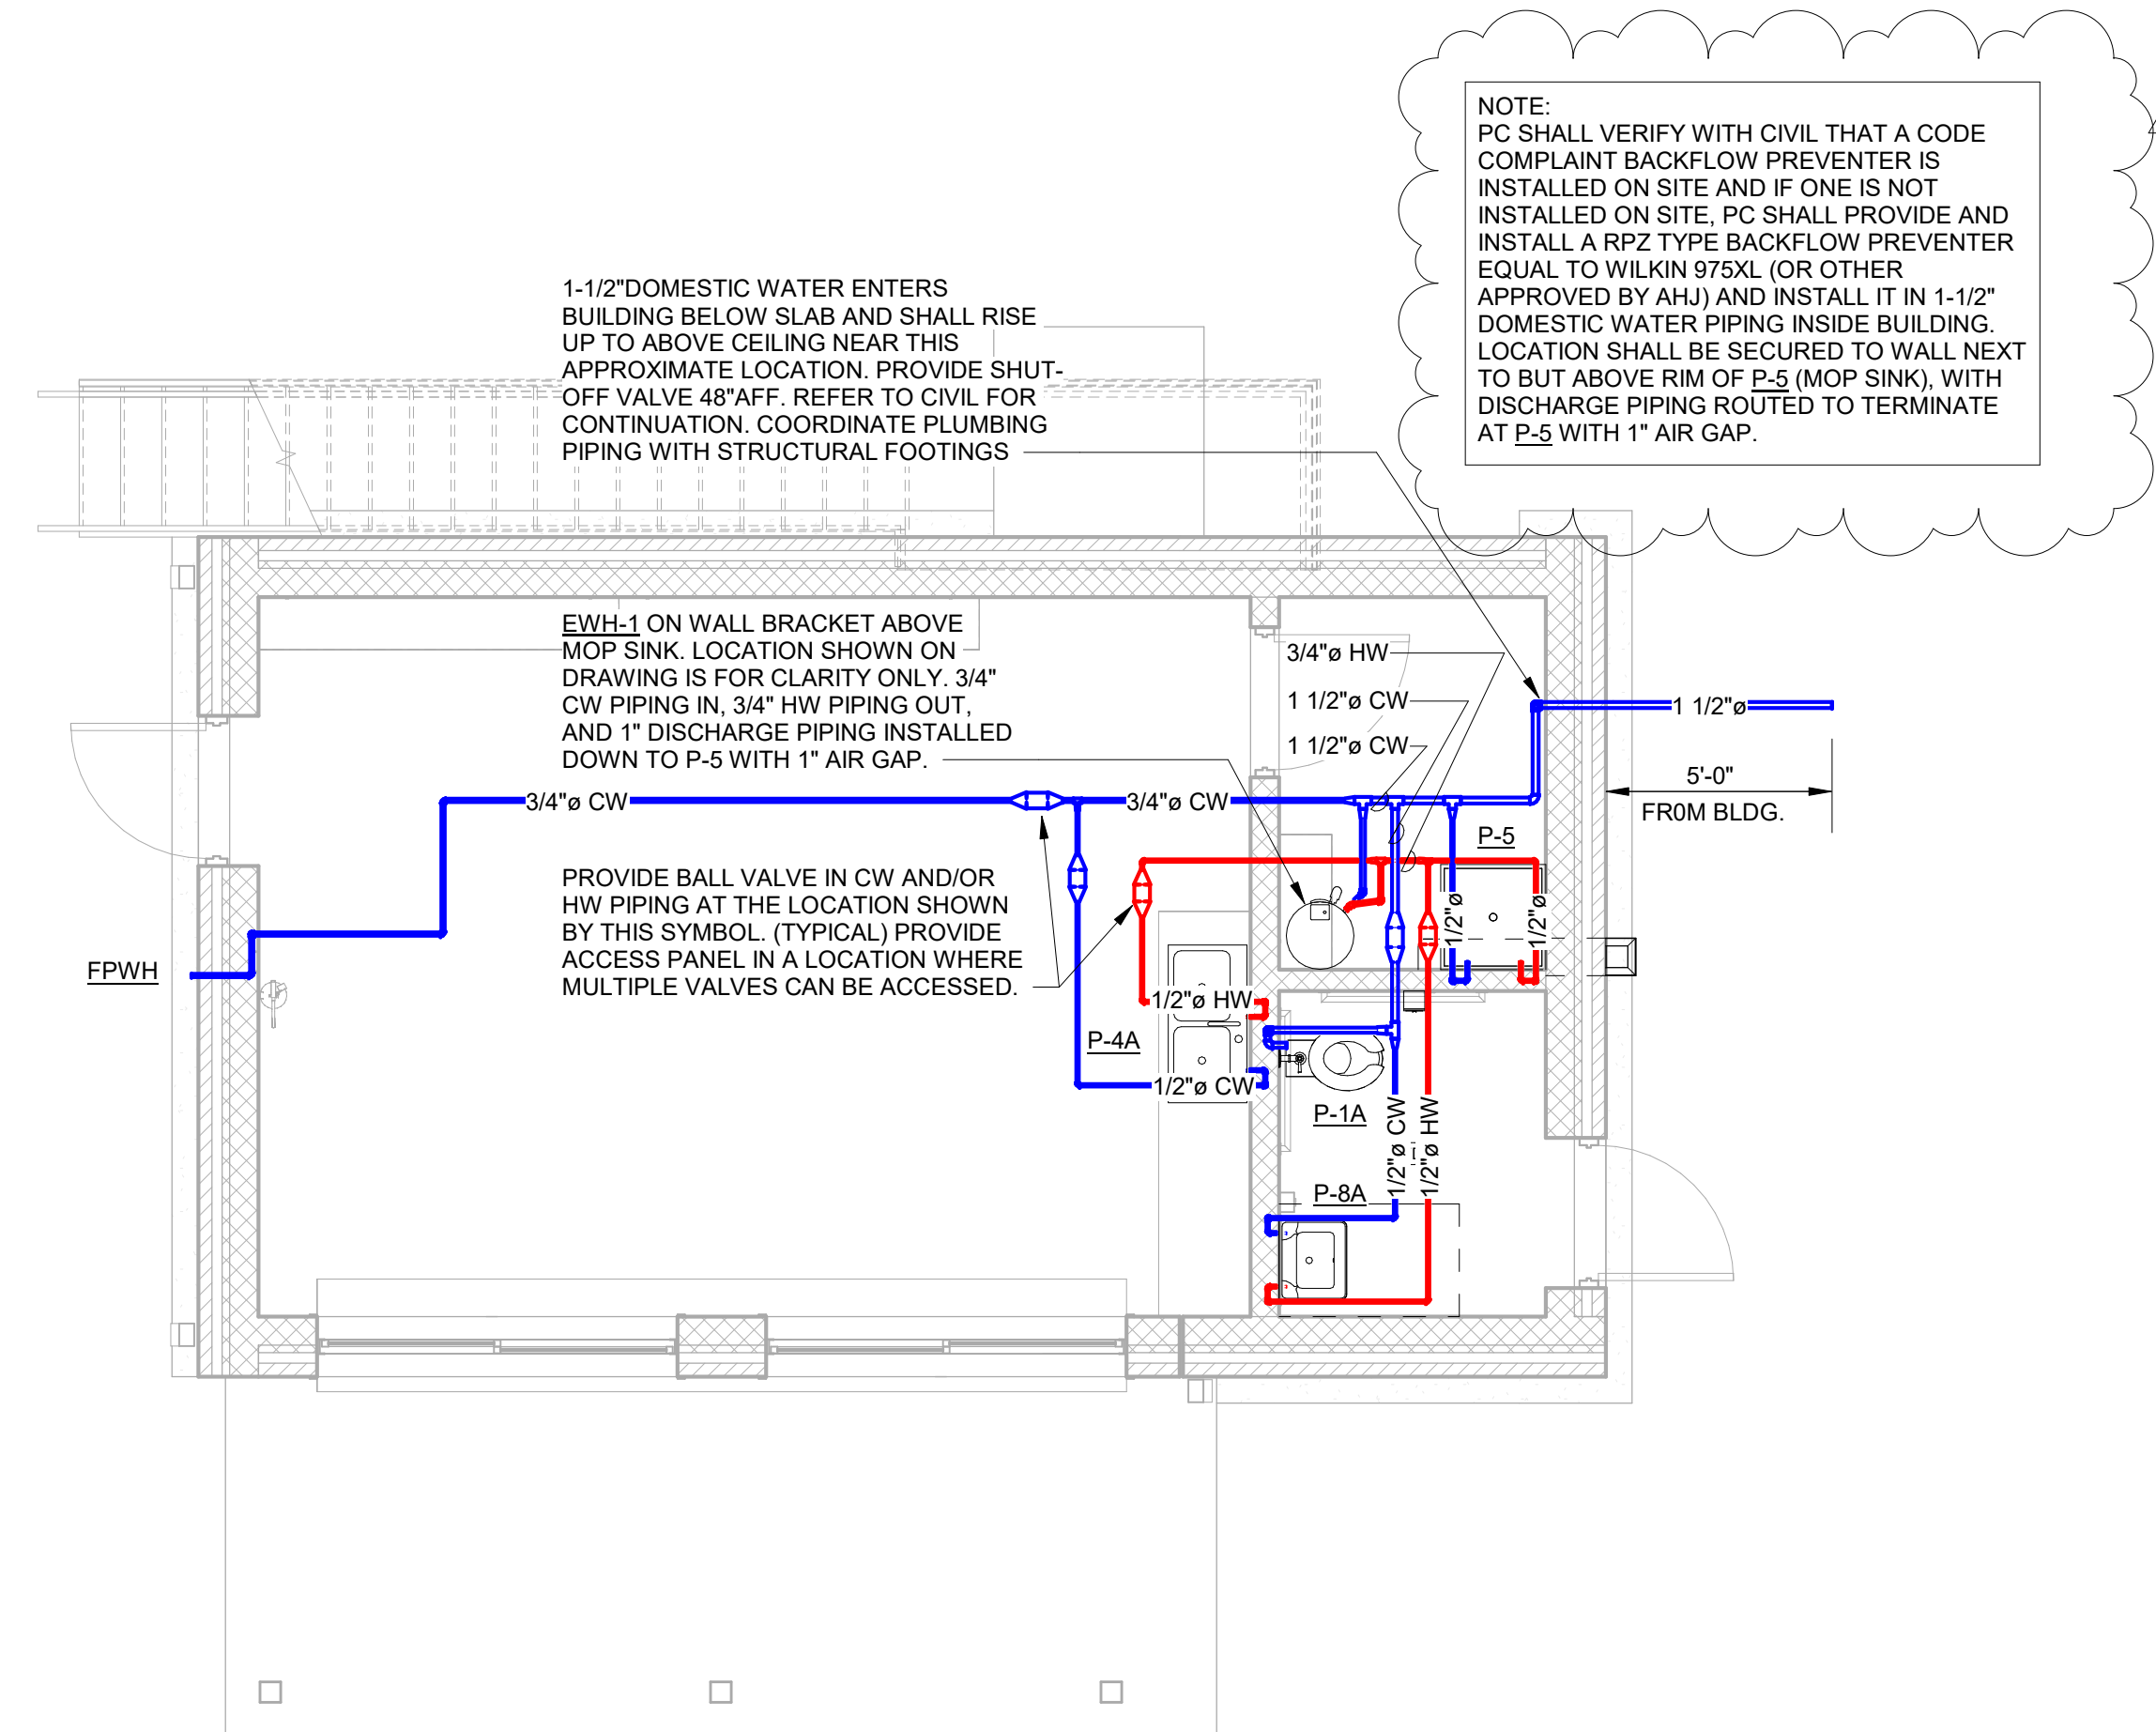 NOTE:
PC SHALL VERIFY WITH CIVIL THAT A CODE
COMPLAINT BACKFLOW PREVENTER IS
INSTALLED ON SITE AND IF ONE IS NOT
INSTALLED ON SITE, PC SHALL PROVIDE AND
INSTALL A RPZ TYPE BACKFLOW PREVENTER
EQUAL TO WILKIN 975XL (OR OTHER
APPROVED BY AHJ) AND INSTALL IT IN 1-1/2"
DOMESTIC WATER PIPING INSIDE BUILDING.
LOCATION SHALL BE SECURED TO WALL NEXT
TO BUT ABOVE RIM OF P-5 (MOP SINK), WITH
DISCHARGE PIPING ROUTED TO TERMINATE
AT P-5 WITH 1" AIR GAP.
1-1/2"DOMESTIC WATER ENTERS
BUILDING BELOW SLAB AND SHALL RISE
UP TO ABOVE CEILING NEAR THIS
APPROXIMATE LOCATION. PROVIDE SHUT-
OFF VALVE 48"AFF. REFER TO CIVIL FOR
CONTINUATION. COORDINATE PLUMBING
PIPING WITH STRUCTURAL FOOTINGS
EWH-1 ON WALL BRACKET ABOVE
MOP SINK. LOCATION SHOWN ON
DRAWING IS FOR CLARITY ONLY. 3/4"
CW PIPING IN, 3/4" HW PIPING OUT,
AND 1" DISCHARGE PIPING INSTALLED
DOWN TO P-5 WITH 1" AIR GAP.
3/4"ø HW
1 1/2"ø CW
1 1/2"ø CW
1 1/2"ø
5'-0"
FR0M BLDG.
3/4"ø CW
3/4"ø CW
P-5
PROVIDE BALL VALVE IN CW AND/OR
HW PIPING AT THE LOCATION SHOWN
BY THIS SYMBOL. (TYPICAL) PROVIDE
ACCESS PANEL IN A LOCATION WHERE
MULTIPLE VALVES CAN BE ACCESSED.
1/2"ø
1/2"ø
FPWH
1/2"ø HW
P-4A
1/2"ø CW
P-1A
1/2"ø CW
1/2"ø HW
P-8A